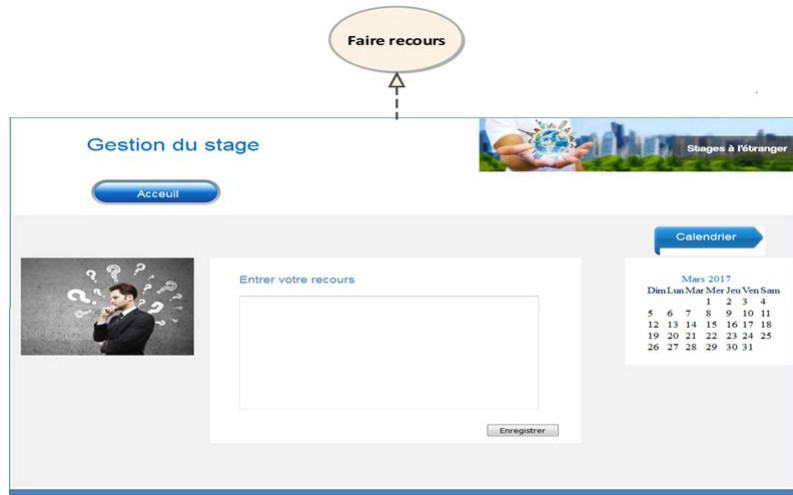 Faire recours
Gestion du stage
Stages à l'étranger
Acceuil
Calendrier
Entrer votre recours
Mars 2017
Dim Lun Mar Mer Jeu Ven Sam
1 2 3 4
5 6 7 8 9 10 11
12 13 14 15 16 17 18
19 20 21 22 23 24 25
26 27 28 29 30 31
Enregistrer